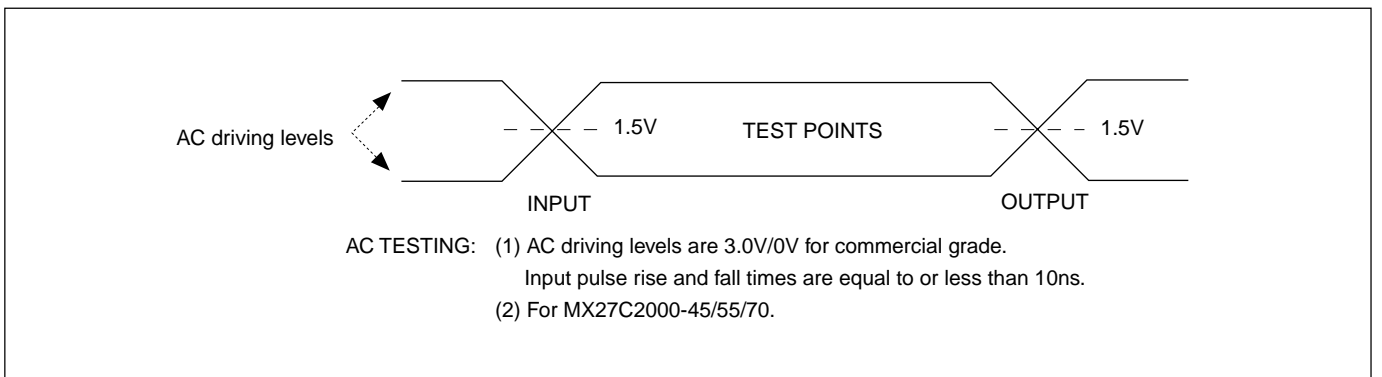 AC driving levels
1.5V
TEST POINTS
1.5V
INPUT
OUTPUT
AC TESTING: (1) AC driving levels are 3.0V/0V for commercial grade.
Input pulse rise and fall times are equal to or less than 10ns.
(2) For MX27C2000-45/55/70.